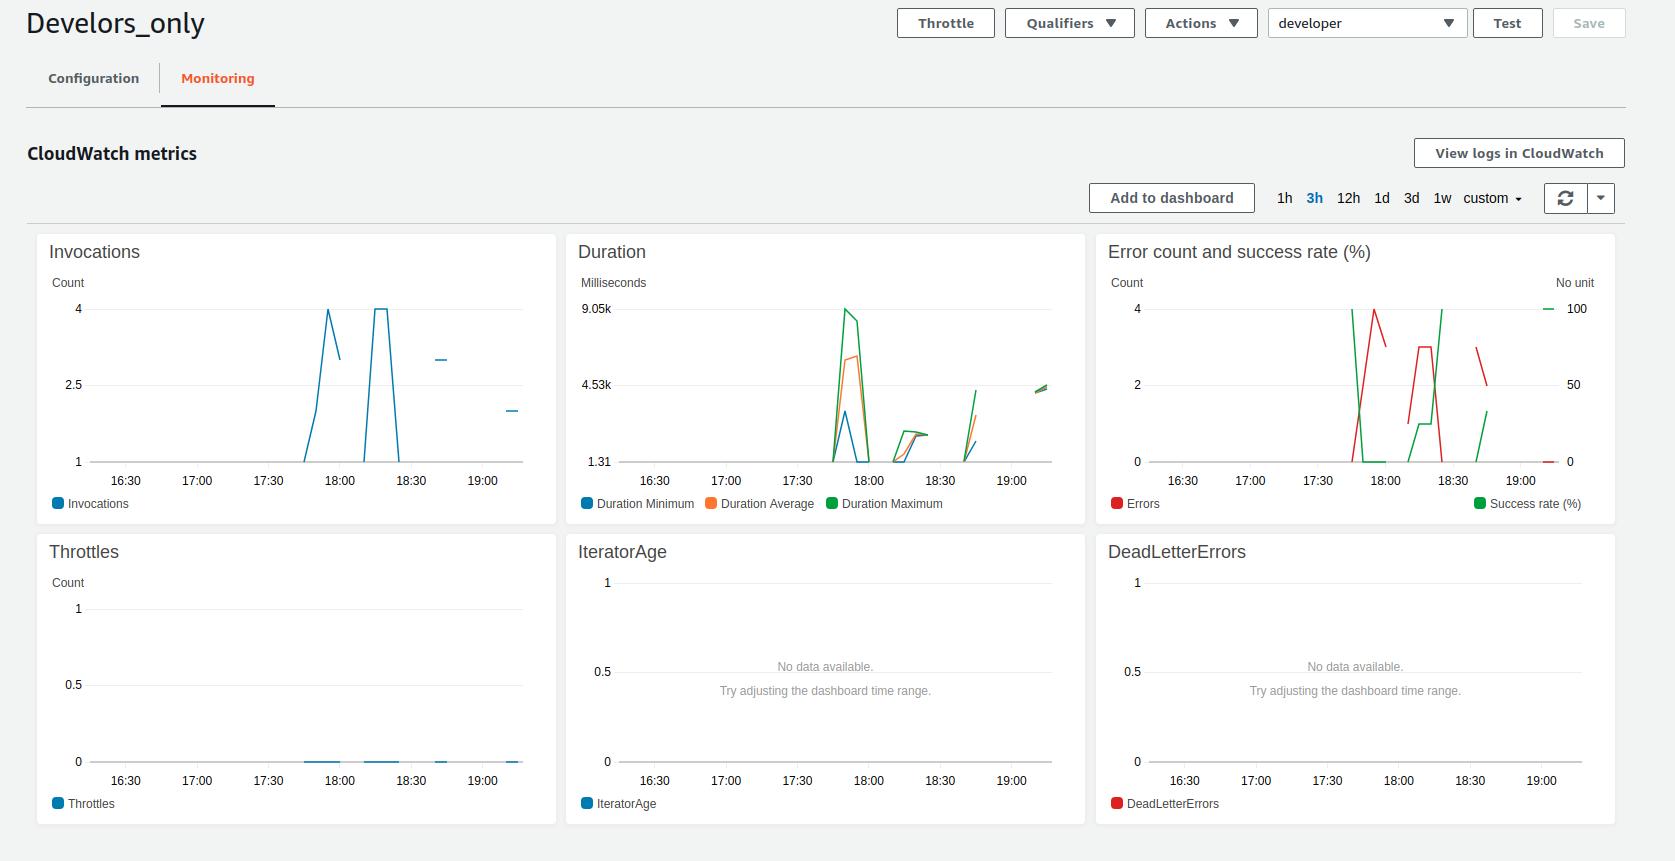 Develors_only
Throttle
Qualifiers
Actions
developer
Test
Save
Configuration
Monitoring
CloudWatch metrics
View logs in CloudWatch
Add to dashboard
1h 3h 12h 1d 3d 1w custom
Invocations
Count
4
2.5
1
16:30 17:00 17:30 18:00 18:30 19:00
Invocations
Duration
Milliseconds
9.05k
4.53k
1.31
16:30 17:00 17:30 18:00 18:30 19:00
Duration Minimum Duration Average Duration Maximum
Error count and success rate (%)
Count No unit
4 100
2 50
0 0
16:30 17:00 17:30 18:00 18:30 19:00
Errors Success rate (%)
Throttles
Count
1
0.5
0
16:30 17:00 17:30 18:00 18:30 19:00
Throttles
IteratorAge
1
No data available.
0.5
Try adjusting the dashboard time range.
0
16:30 17:00 17:30 18:00 18:30 19:00
IteratorAge
DeadLetterErrors
1
No data available.
0.5
Try adjusting the dashboard time range.
0
16:30 17:00 17:30 18:00 18:30 19:00
DeadLetterErrors